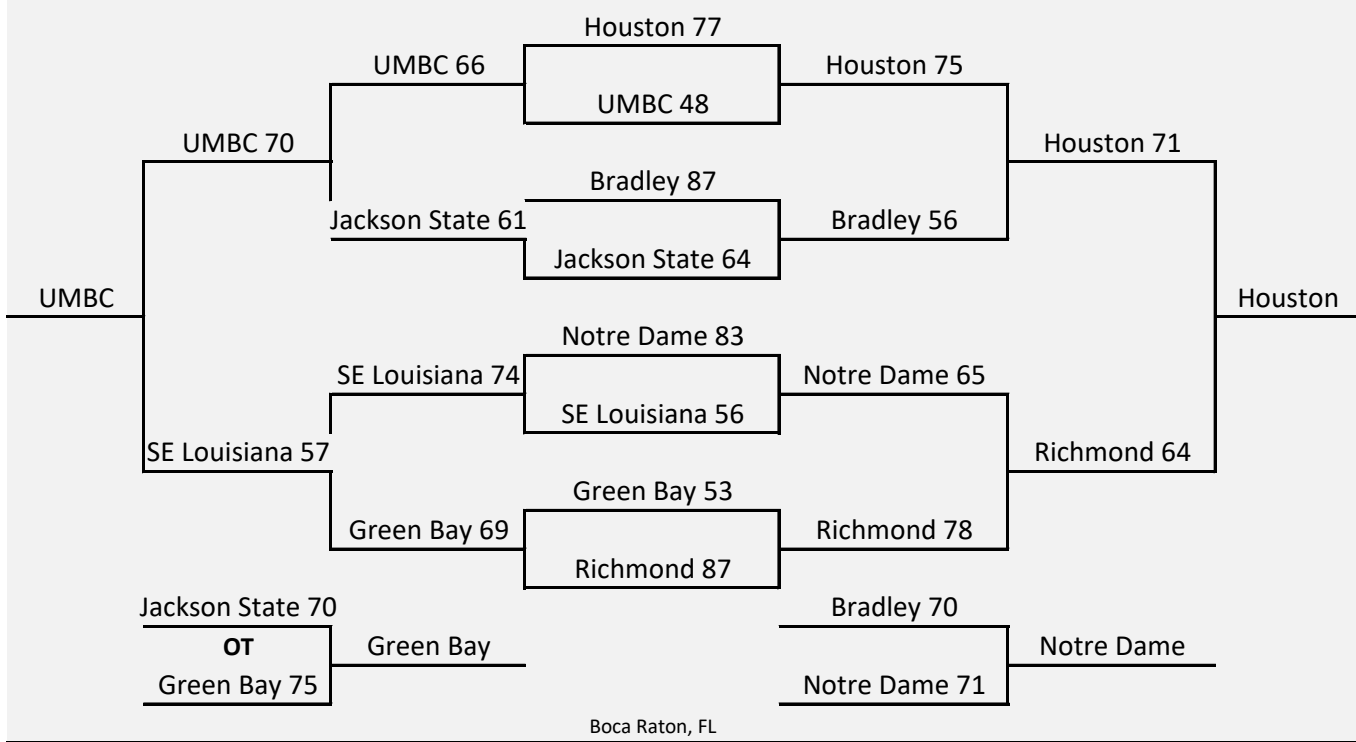 Houston 77
UMBC 66
Houston 75
UMBC 48
UMBC 70
Houston 71
Bradley 87
Jackson State 61
Bradley 56
Jackson State 64
UMBC
Houston
Notre Dame 83
SE Louisiana 74
Notre Dame 65
SE Louisiana 56
SE Louisiana 57
Richmond 64
Green Bay 53
Green Bay 69
Richmond 78
Richmond 87
Jackson State 70
Bradley 70
OT
Green Bay
Notre Dame
Green Bay 75
Notre Dame 71
Boca Raton, FL